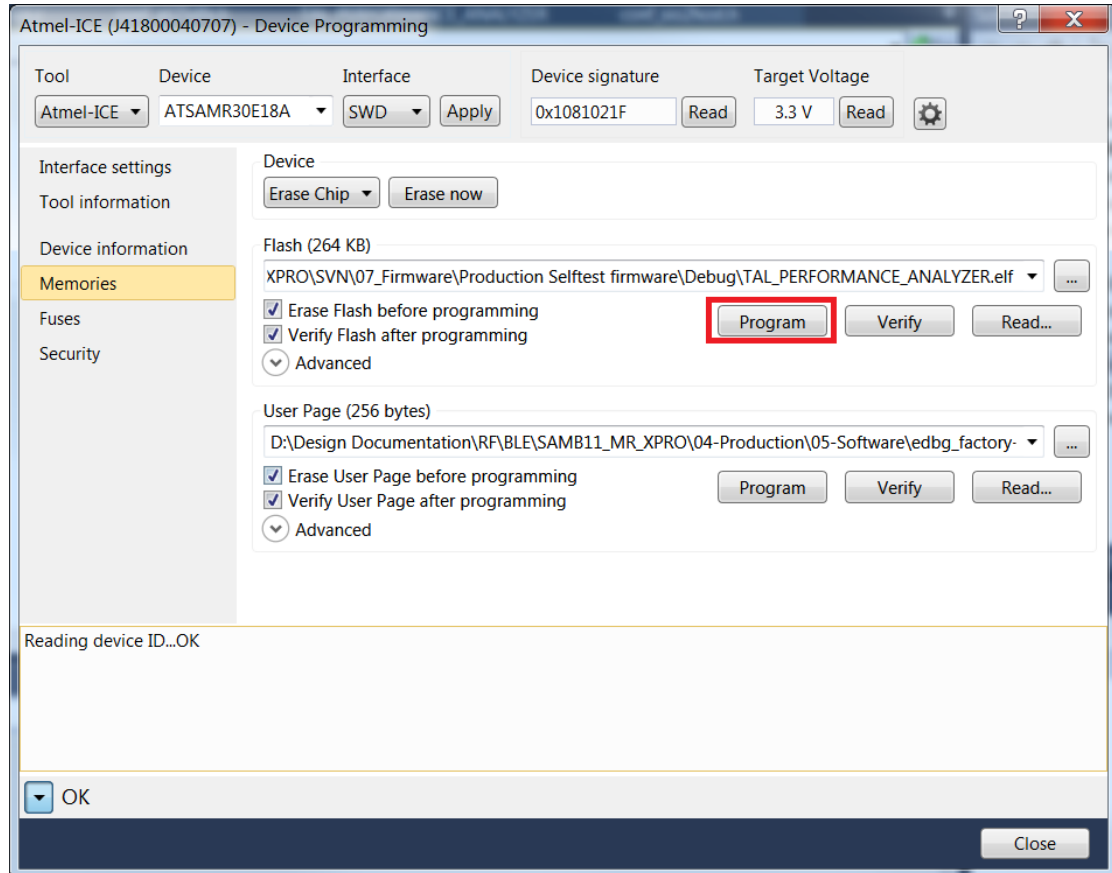 Atmel-ICE (J41800040707) - Device Programming
Tool Device Interface Device signature Target Voltage
Atmel-ICE ATSAMR30E18A SWD Apply 0x1081021F Read 3.3 V Read
Interface settings
Tool information
Device information
Memories
Fuses
Security
Device
Erase Chip Erase now
Flash (264 KB)
XPRO\SVN\07_Firmware\Production Selftest firmware\Debug\TAL_PERFORMANCE_ANALYZER.elf ...
Erase Flash before programming
Verify Flash after programming
Program Verify Read...
Advanced
User Page (256 bytes)
D:\Design Documentation\RF\BLE\SAMB11_MR_XPRO\04-Production\05-Software\edbg_factory- ...
Erase User Page before programming
Verify User Page after programming
Program Verify Read...
Advanced
Reading device ID...OK
OK
Close